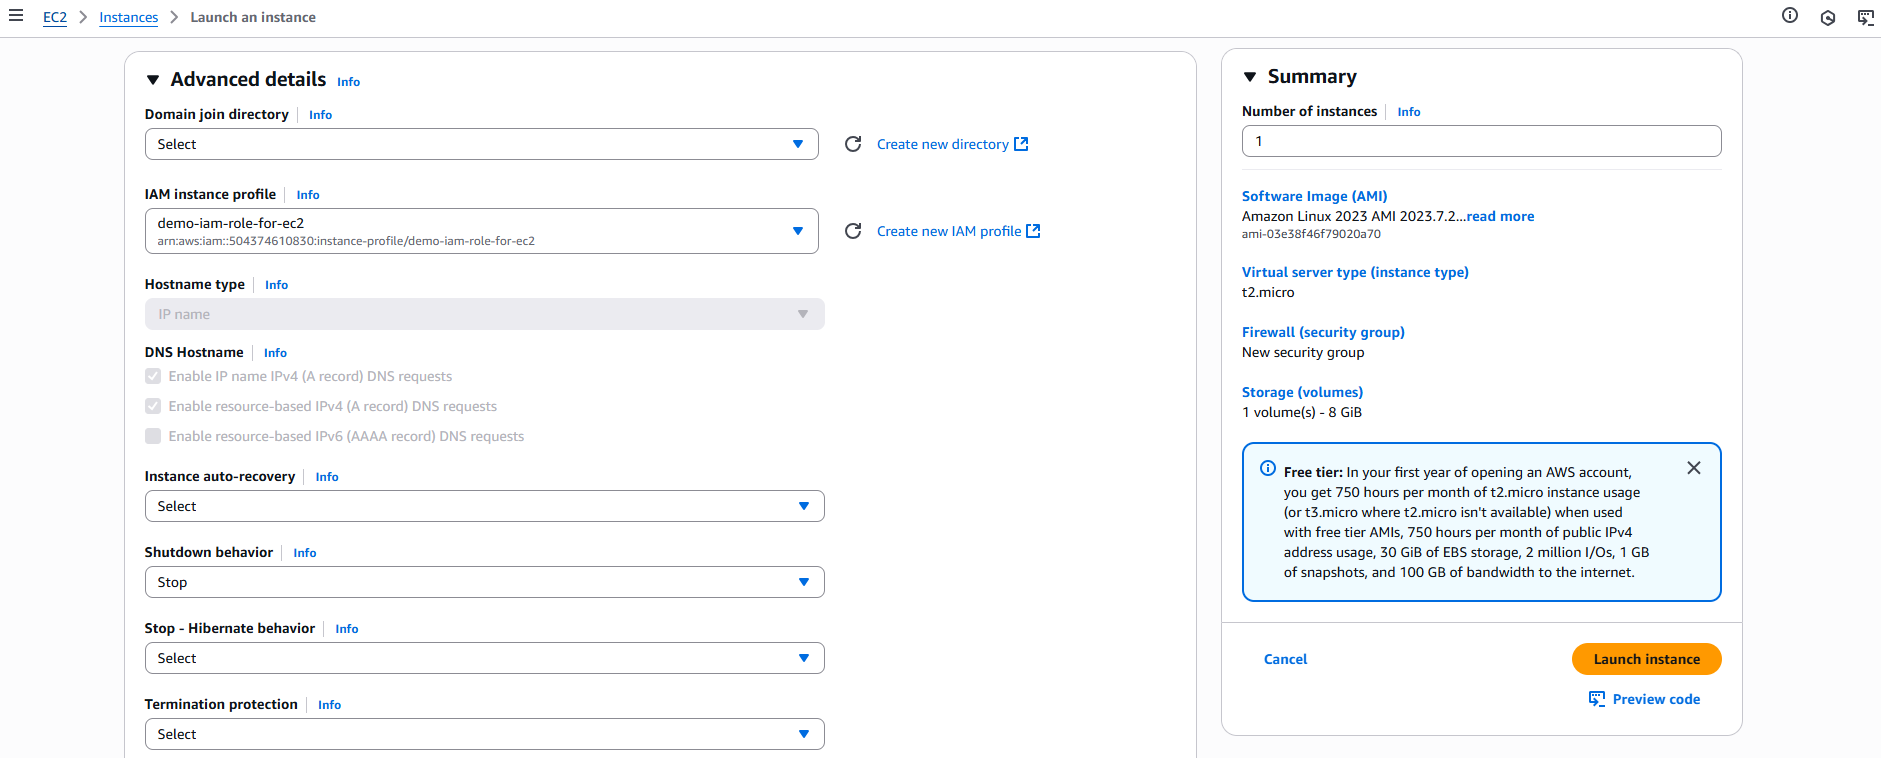 EC2 Instances Launch an instance
Advanced details Info
Domain join directory Info
Select
Create new directory
IAM instance profile Info
demo-iam-role-for-ec2
arn:aws:iam::504374610830:instance-profile/demo-iam-role-for-ec2
Create new IAM profile
Hostname type Info
IP name
DNS Hostname Info
Enable IP name IPv4 (A record) DNS requests
Enable resource-based IPv4 (A record) DNS requests
Enable resource-based IPv6 (AAAA record) DNS requests
Instance auto-recovery Info
Select
Shutdown behavior Info
Stop
Stop - Hibernate behavior Info
Select
Termination protection Info
Select
Summary
Number of instances Info
1
Software Image (AMI)
Amazon Linux 2023 AMI 2023.7.2...read more
ami-03e38f46f79020a70
Virtual server type (instance type)
t2.micro
Firewall (security group)
New security group
Storage (volumes)
1 volume(s) - 8 GiB
Free tier: In your first year of opening an AWS account,
you get 750 hours per month of t2.micro instance usage
(or t3.micro where t2.micro isn't available) when used
with free tier AMIs, 750 hours per month of public IPv4
address usage, 30 GiB of EBS storage, 2 million I/Os, 1 GB
of snapshots, and 100 GB of bandwidth to the internet.
Cancel
Launch instance
Preview code